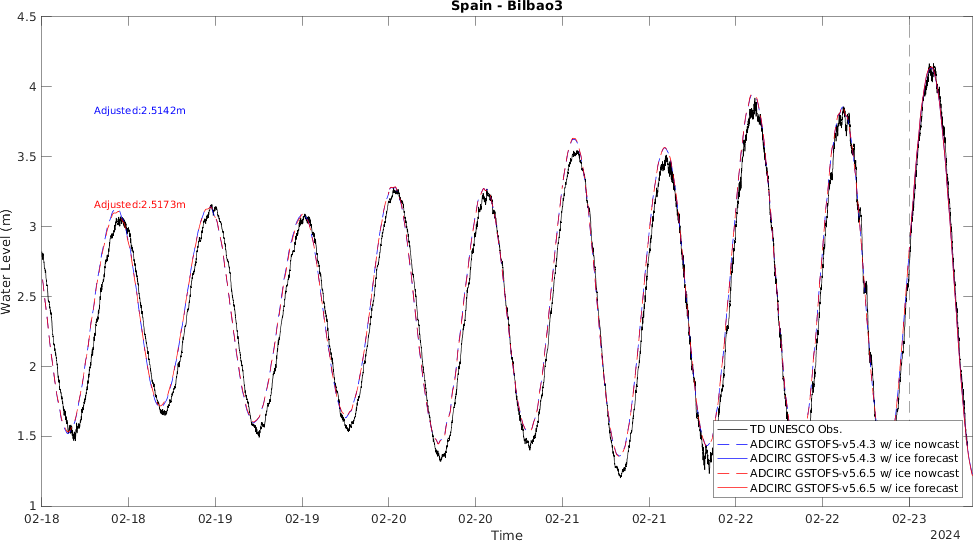 Spain - Bilbao3
4.5
4
3.5
3
2.5
2
1.5
1
Water Level (m)
Adjusted:2.5142m
Adjusted:2.5173m
TD UNESCO Obs.
ADCIRC GSTOFS-v5.4.3 w/ ice nowcast
ADCIRC GSTOFS-v5.4.3 w/ ice forecast
ADCIRC GSTOFS-v5.6.5 w/ ice nowcast
ADCIRC GSTOFS-v5.6.5 w/ ice forecast
02-18 02-18 02-19 02-19 02-20 02-20 02-21 02-21 02-22 02-22 02-23
Time
2024